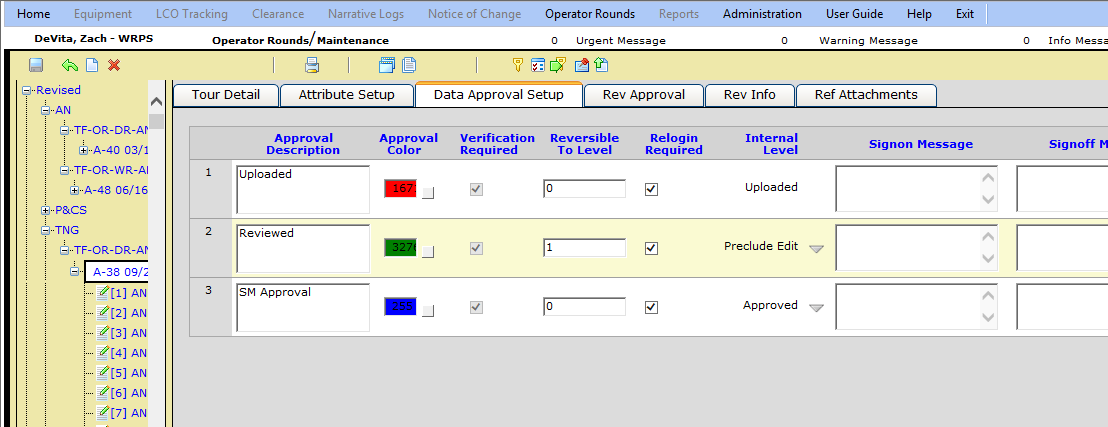 Home Equipment LCO Tracking Clearance Narrative Logs Notice of Change Operator Rounds Reports Administration User Guide Help Exit
DeVita, Zach - WRPS Operator Rounds/Maintenance 0 Urgent Message 0 Warning Message 0 Info Messa
Revised
AN
TF-OR-DR-AN
A-40 03/1
TF-OR-WR-A
A-48 06/16
P&CS
TNG
TF-OR-DR-AN
A-38 09/2
[1] AN
[2] AN
[3] AN
[4] AN
[5] AN
[6] AN
[7] AN
Tour Detail Attribute Setup Data Approval Setup Rev Approval Rev Info Ref Attachments
Approval Description Approval Color Verification Required Reversible To Level Relogin Required Internal Level Signon Message Signoff M
1 Uploaded 167 0 Uploaded
2 Reviewed 327 1 Preclude Edit
3 SM Approval 0 Approved